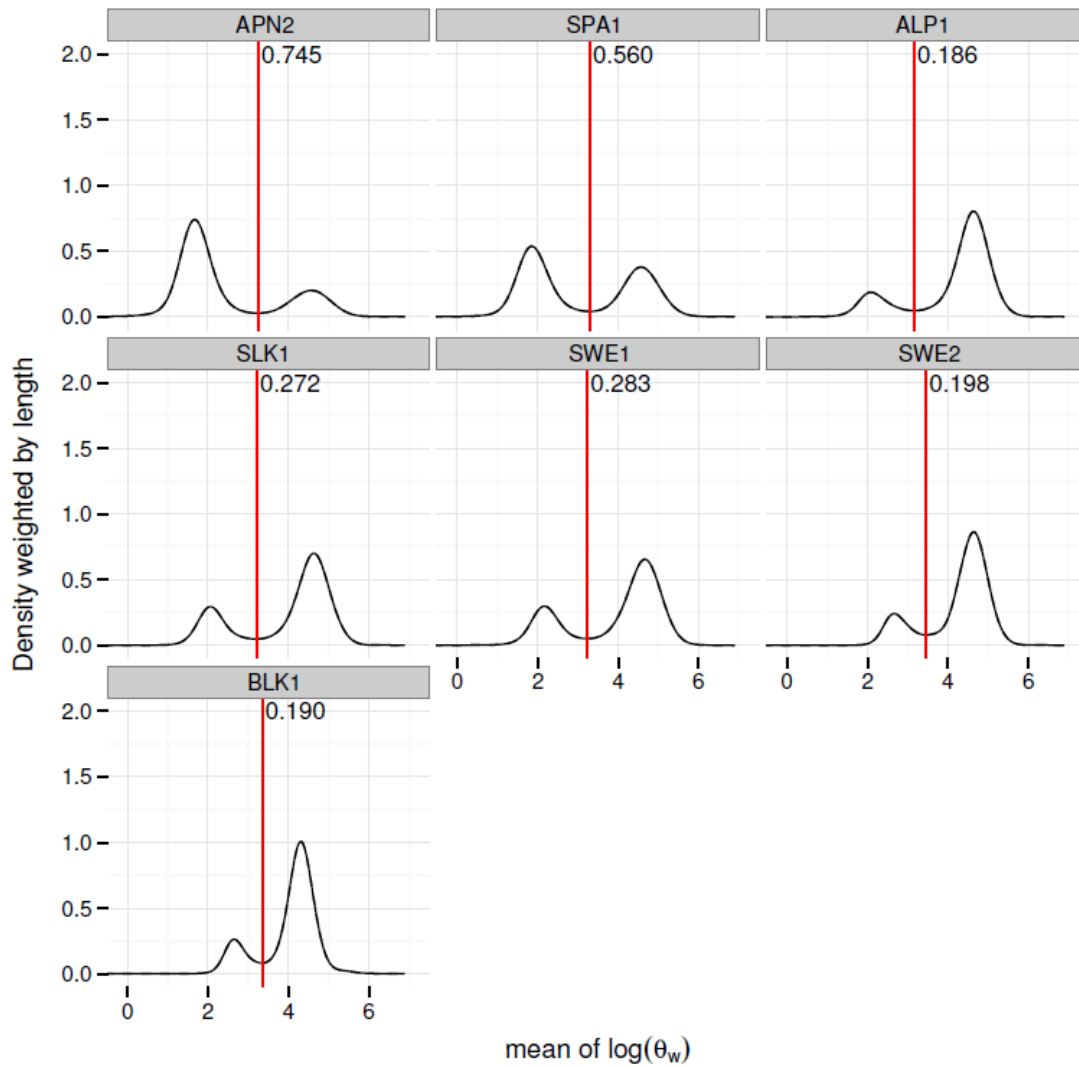 APN2 SPA1 ALP1
2.0 0.745 0.560 0.186
1.5
1.0
0.5
0.0
SLK1 SWE1 SWE2
2.0 0.272 0.283 0.198
1.5
1.0
0.5
0.0
0 2 4 6 0 2 4 6
BLK1
2.0 0.190
1.5
1.0
0.5
0.0
0 2 4 6
Density weighted by length
mean of log(θw)